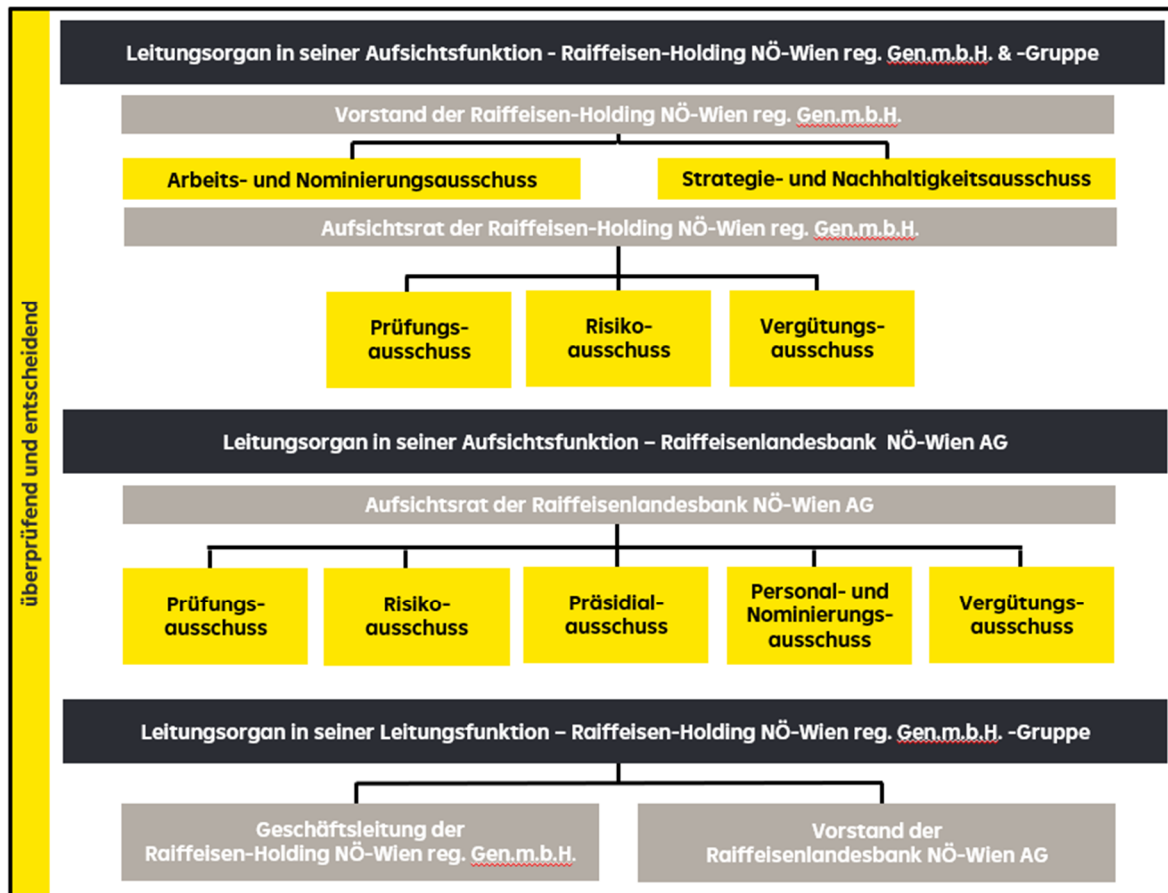 überprüfend und entscheidend
Leitungsorgan in seiner Aufsichtsfunktion - Raiffeisen-Holding NÖ-Wien reg. Gen.m.b.H. & -Gruppe
Vorstand der Raiffeisen-Holding NÖ-Wien reg. Gen.m.b.H.
Arbeits- und Nominierungsausschuss
Strategie- und Nachhaltigkeitsausschuss
Aufsichtsrat der Raiffeisen-Holding NÖ-Wien reg. Gen.m.b.H.
Prüfungs-
ausschuss
Risiko-
ausschuss
Vergütungs-
ausschuss
Leitungsorgan in seiner Aufsichtsfunktion – Raiffeisenlandesbank NÖ-Wien AG
Aufsichtsrat der Raiffeisenlandesbank NÖ-Wien AG
Prüfungs-
ausschuss
Risiko-
ausschuss
Präsidial-
ausschuss
Personal- und
Nominierungs-
ausschuss
Vergütungs-
ausschuss
Leitungsorgan in seiner Leitungsfunktion – Raiffeisen-Holding NÖ-Wien reg. Gen.m.b.H. -Gruppe
Geschäftsleitung der
Raiffeisen-Holding NÖ-Wien reg. Gen.m.b.H.
Vorstand der
Raiffeisenlandesbank NÖ-Wien AG